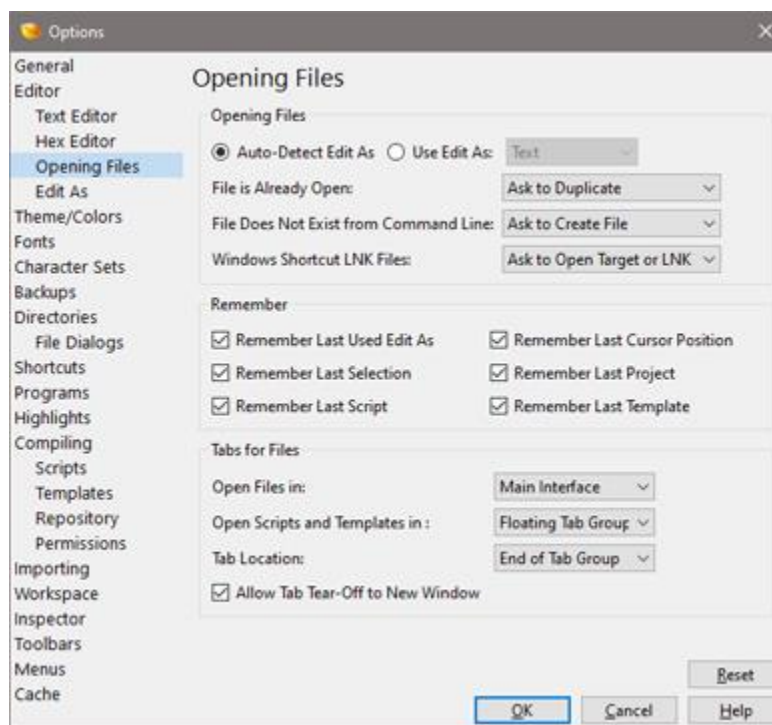 Options
General
Editor
Text Editor
Hex Editor
Opening Files
Edit As
Theme/Colors
Fonts
Character Sets
Backups
Directories
File Dialogs
Shortcuts
Programs
Highlights
Compiling
Scripts
Templates
Repository
Permissions
Importing
Workspace
Inspector
Toolbars
Menus
Cache
Opening Files
Opening Files
Auto-Detect Edit As Use Edit As: Text
File is Already Open: Ask to Duplicate
File Does Not Exist from Command Line: Ask to Create File
Windows Shortcut LNK Files: Ask to Open Target or LNK
Remember
Remember Last Used Edit As Remember Last Cursor Position
Remember Last Selection Remember Last Project
Remember Last Script Remember Last Template
Tabs for Files
Open Files in: Main Interface
Open Scripts and Templates in : Floating Tab Group
Tab Location: End of Tab Group
Allow Tab Tear-Off to New Window
Reset
OK Cancel Help